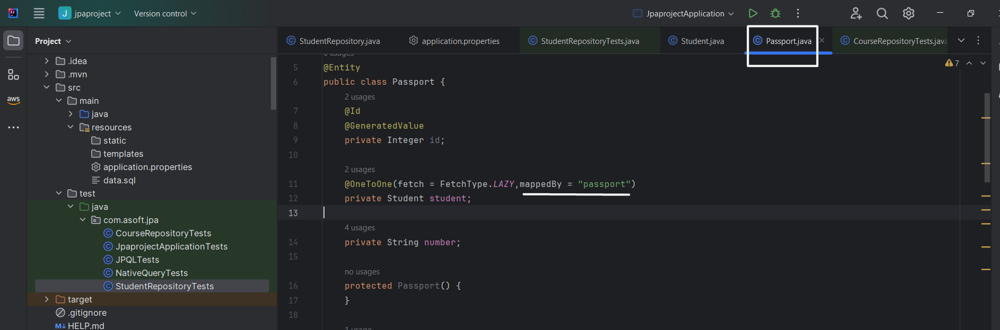 J jpaproject Version control JpaprojectApplication
Project
StudentRepository.java application.properties StudentRepositoryTests.java Student.java Passport.java CourseRepositoryTests.java
.idea
.mvn
src
main
java
resources
static
templates
application.properties
data.sql
test
java
com.asoft.jpa
CourseRepositoryTests
JpaprojectApplicationTests
JPQLTests
NativeQueryTests
StudentRepositoryTests
target
.gitignore
M↓ HELP.md
aws
7
5 @Entity
6 public class Passport {
2 usages
7 @Id
8 @GeneratedValue
9 private Integer id;
10
2 usages
11 @OneToOne(fetch = FetchType.LAZY,mappedBy = "passport")
12 private Student student;
13
4 usages
14 private String number;
15
no usages
16 protected Passport() {
17 }
18
1 usage